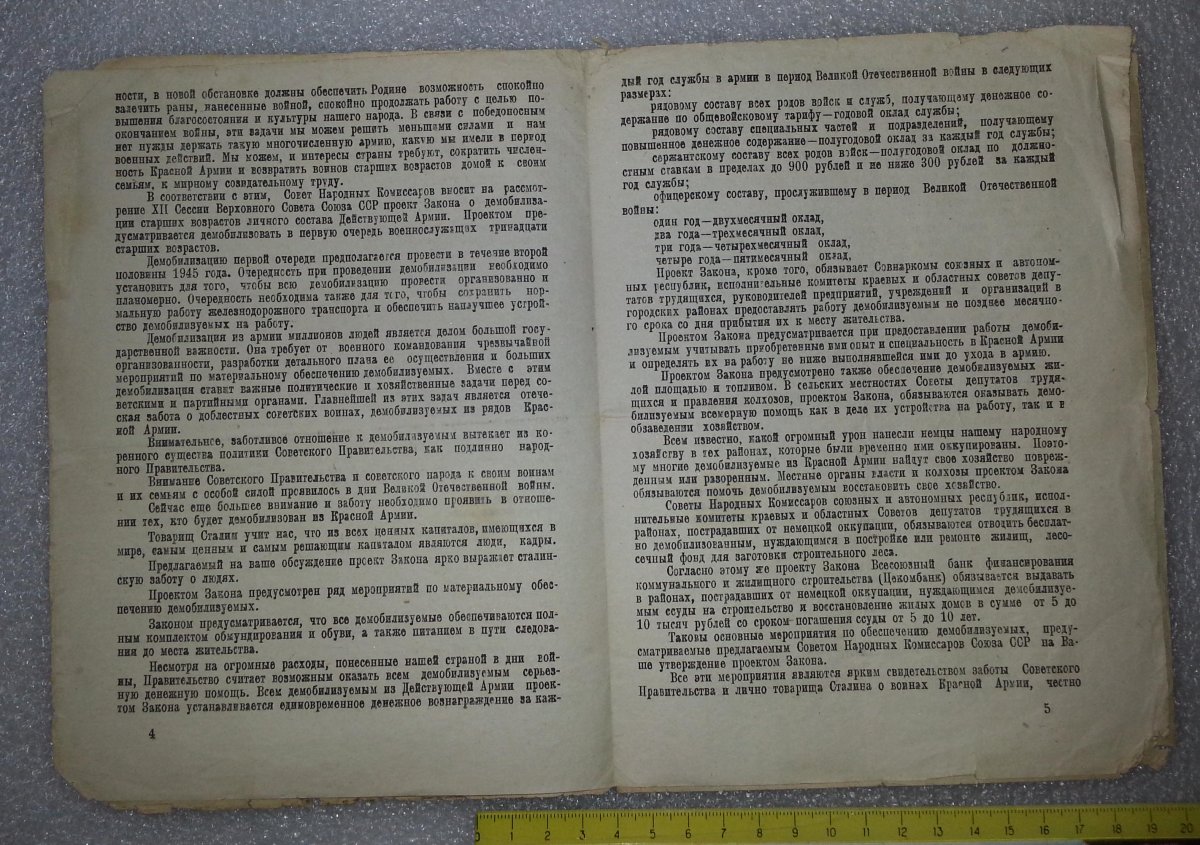 ности, в новой обстановке должны обеспечить Родине возможность спокойно
залечить раны, нанесенные войной, спокойно продолжать работу с целью по-
вышения благосостояния и культуры нашего народа. В связи с победоносным
окончанием войны, эти задачи мы можем решить меньшими силами и нам
нет нужды держать такую многочисленную армию, какую мы имели в период
военных действий. Мы можем, и интересы страны требуют, сократить числен-
ность Красной Армии и возвратить воинов старших возрастов домой к своим
семьям, к мирному созидательному труду.
В соответствии с этим, Совет Народных Комиссаров вносит на рассмот-
рение XII Сессии Верховного Совета Союза ССР проект Закона о демобилиза-
ции старших возрастов личного состава Действующей Армии. Проектом пре-
дусматривается демобилизовать в первую очередь военнослужащих тринадцати
старших возрастов.
Демобилизацию первой очереди предполагается провести в течение второй
половины 1945 года. Очередность при проведении демобилизации необходимо
установить для того, чтобы всю демобилизацию провести организованно и
планомерно. Очередность необходима также для того, чтобы сохранить нор-
мальную работу железнодорожного транспорта и обеспечить наилучшее устрой-
ство демобилизуемых на работу.
Демобилизация из армии миллионов людей является делом большой госу-
дарственной важности. Она требует от военного командования чрезвычайной
организованности, разработки детального плана ее осуществления и больших
мероприятий по материальному обеспечению демобилизуемых. Вместе с этим
демобилизация ставит важные политические и хозяйственные задачи перед со-
ветскими и партийными органами. Главнейшей из этих задач является отече-
ская забота о доблестных советских воинах, демобилизуемых из рядов Крас-
ной Армии.
Внимательнее, заботливое отношение к демобилизуемым вытекает из ко-
ренного существа политики Советского Правительства, как подлинно народ-
ного Правительства.
Внимание Советского Правительства и советского народа к своим воинам
и их семьям с особой силой проявилось в дни Великой Отечественной войны.
Сейчас еще большее внимание и заботу необходимо проявить в отноше-
нии тех, кто будет демобилизован из Красной Армии.
Товарищ Сталин учит нас, что из всех ценных капиталов, имеющихся в
мире, самым ценным и самым решающим капиталом являются люди, кадры.
Предлагаемый на ваше обсуждение проект Закона ярко выражает сталин-
скую заботу о людях.
Проектом Закона предусмотрен ряд мероприятий по материальному обес-
печению демобилизуемых.
Законом предусматривается, что все демобилизуемые обеспечиваются пол-
ным комплектом обмундирования и обуви, а также питанием в пути следова-
ния до места жительства.
Несмотря на огромные расходы, понесенные нашей страной в дни вой-
ны, Правительство считает возможным оказать всем демобилизуемым серьез-
ную денежную помощь. Всем демобилизуемым из Действующей Армии проек-
том Закона устанавливается единовременное денежное вознаграждение за каж-
4
дый год службы в армии в период Великой Отечественной войны в следующих
размерах:
рядовому составу всех родов войск и служб, получающему денежное со-
держание по общевойсковому тарифу—годовой оклад службы;
рядовому составу специальных частей и подразделений, получающему
повышенное денежное содержание—полугодовой оклад за каждый год службы;
сержантскому составу всех родов войск—полугодовой оклад по должно-
стным ставкам в пределах до 900 рублей и не ниже 300 рублей за каждый
год службы;
офицерскому составу, прослужившему в период Великой Отечественной
войны:
один год—двухмесячный оклад,
два года—трехмесячный оклад,
три года—четырехмесячный оклад,
четыре года—пятимесячный оклад,
Проект Закона, кроме того, обязывает Совнаркомы союзных и автоном-
ных республик, исполнительные комитеты краевых и областных советов депу-
татов трудящихся, руководителей предприятий, учреждений и организаций в
городских районах предоставлять работу демобилизуемым не позднее месячно-
го срока со дня прибытия их к месту жительства.
Проектом Закона предусматривается при предоставлении работы демоби-
лизуемым учитывать приобретенные ими опыт и специальность в Красной Армии
и определять их на работу не ниже выполнявшейся ими до ухода в армию.
Проектом Закона предусмотрено также обеспечение демобилизуемых жи-
лой площадью и топливом. В сельских местностях Советы депутатов трудя-
щихся и правления колхозов, проектом Закона, обязываются оказывать демо-
билизуемым всемерную помощь как в деле их устройства на работу, так и в
обзаведении хозяйством.
Всем известно, какой огромный урон нанесли немцы нашему народному
хозяйству в тех районах, которые были временно ими оккупированы. Поэто-
му многие демобилизуемые из Красной Армии найдут свое хозяйство повреж-
денным или разоренным. Местные органы власти и колхозы проектом Закона
обязываются помочь демобилизуемым восстановить свое хозяйство.
Советы Народных Комиссаров союзных и автономных республик, испол-
нительные комитеты краевых и областных Советов депутатов трудящихся в
районах, пострадавших от немецкой оккупации, обязываются отводить бесплат-
но демобилизованным, нуждающимся в постройке или ремонте жилищ, лесо-
сечный фонд для заготовки строительного леса.
Согласно этому же проекту Закона Всесоюзный банк финансирования
коммунального и жилищного строительства (Цекомбанк) обязывается выдавать
в районах, пострадавших от немецкой оккупации, нуждающимся демобилизуе-
мым ссуды на строительство и восстановление жилых домов в сумме от 5 до
10 тысяч рублей со сроком погашения ссуды от 5 до 10 лет.
Таковы основные мероприятия по обеспечению демобилизуемых, преду-
сматриваемые предлагаемым Советом Народных Комиссаров Союза ССР на Ва-
ше утверждение проектом Закона.
Все эти мероприятия являются ярким свидетельством заботы Советского
Правительства и лично товарища Сталина о воинах Красной Армии, честно
5
0 1 2 3 4 5 6 7 8 9 10 11 12 13 14 15 16 17 18 19 20